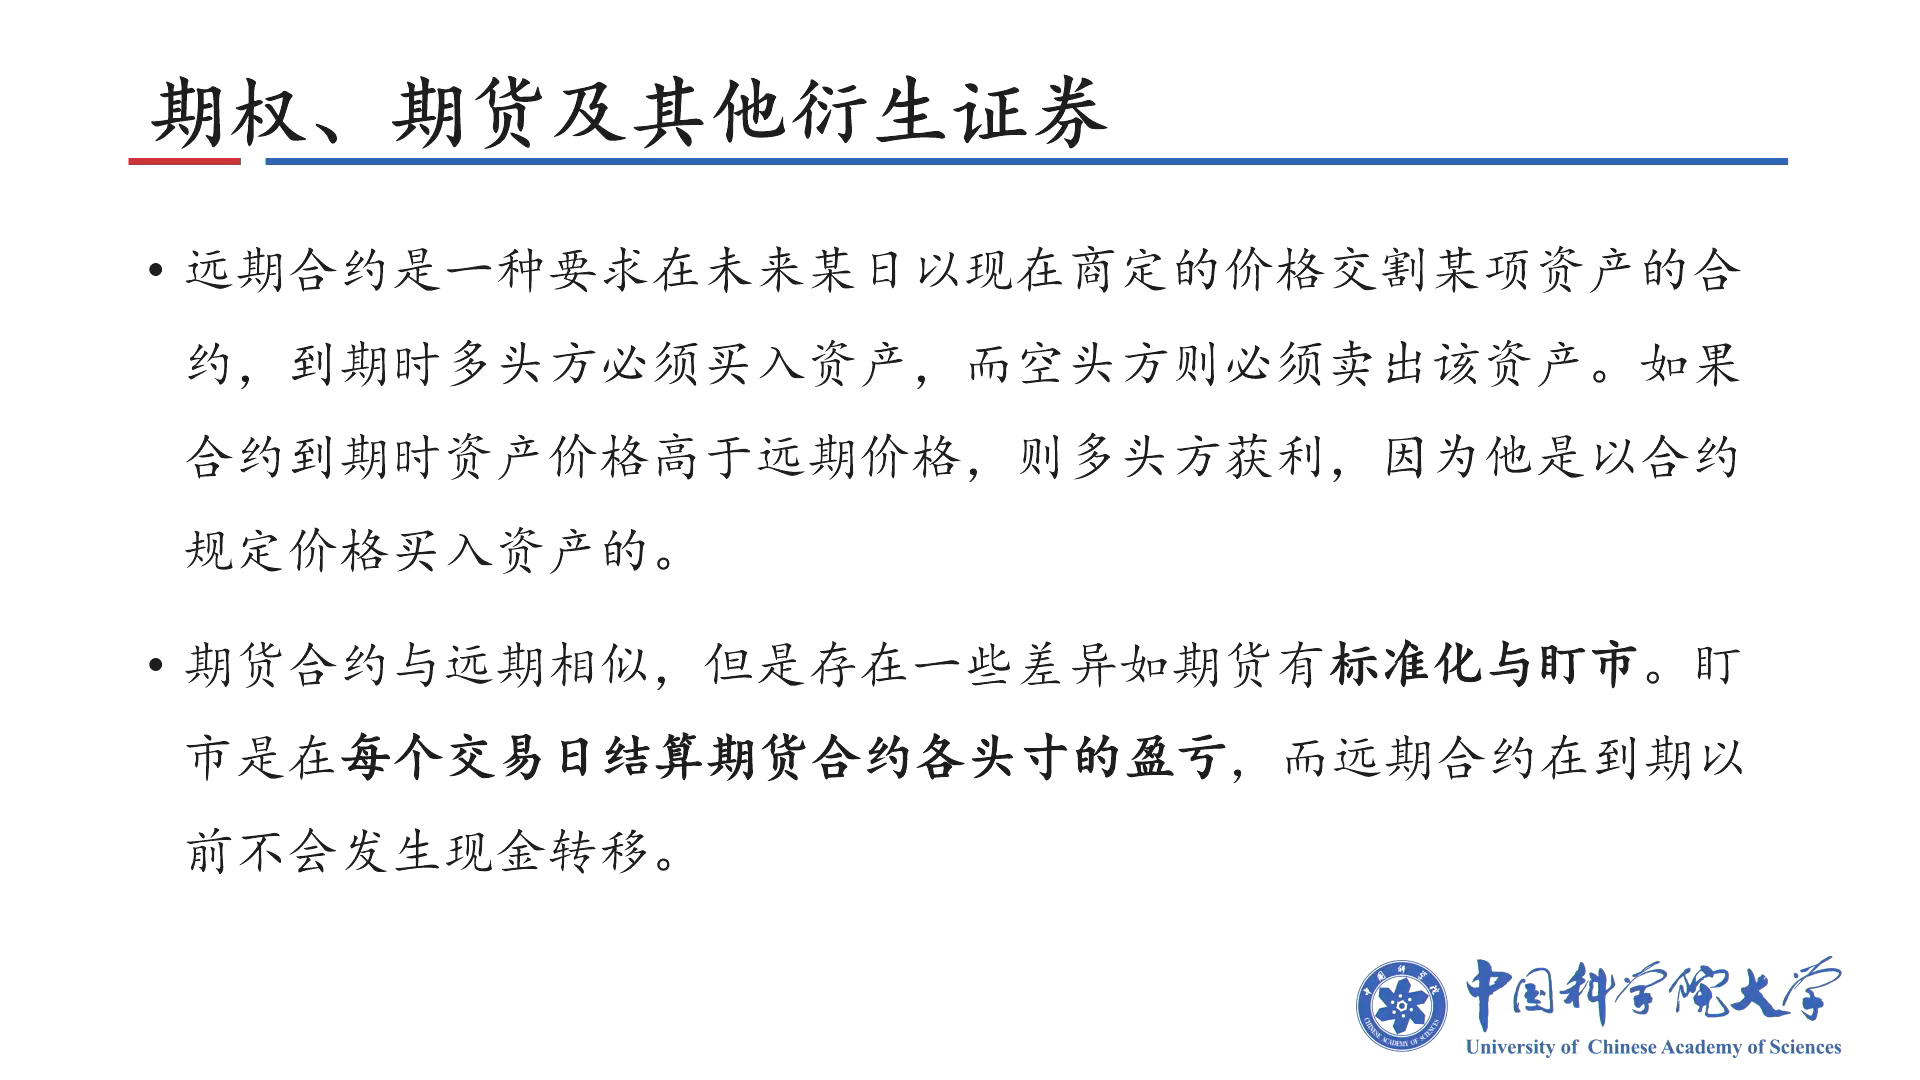 期权、期货及其他衍生证券
• 远期合约是一种要求在未来某日以现在商定的价格交割某项资产的合
约，到期时多头方必须买入资产，而空头方则必须卖出该资产。如果
合约到期时资产价格高于远期价格，则多头方获利，因为他是以合约
规定价格买入资产的。
• 期货合约与远期相似，但是存在一些差异如期货有标准化与盯市。盯
市是在每个交易日结算期货合约各头寸的盈亏，而远期合约在到期以
前不会发生现金转移。
中国科学院
CHINESE ACADEMY OF SCIENCES
中国科学院大学
University of Chinese Academy of Sciences